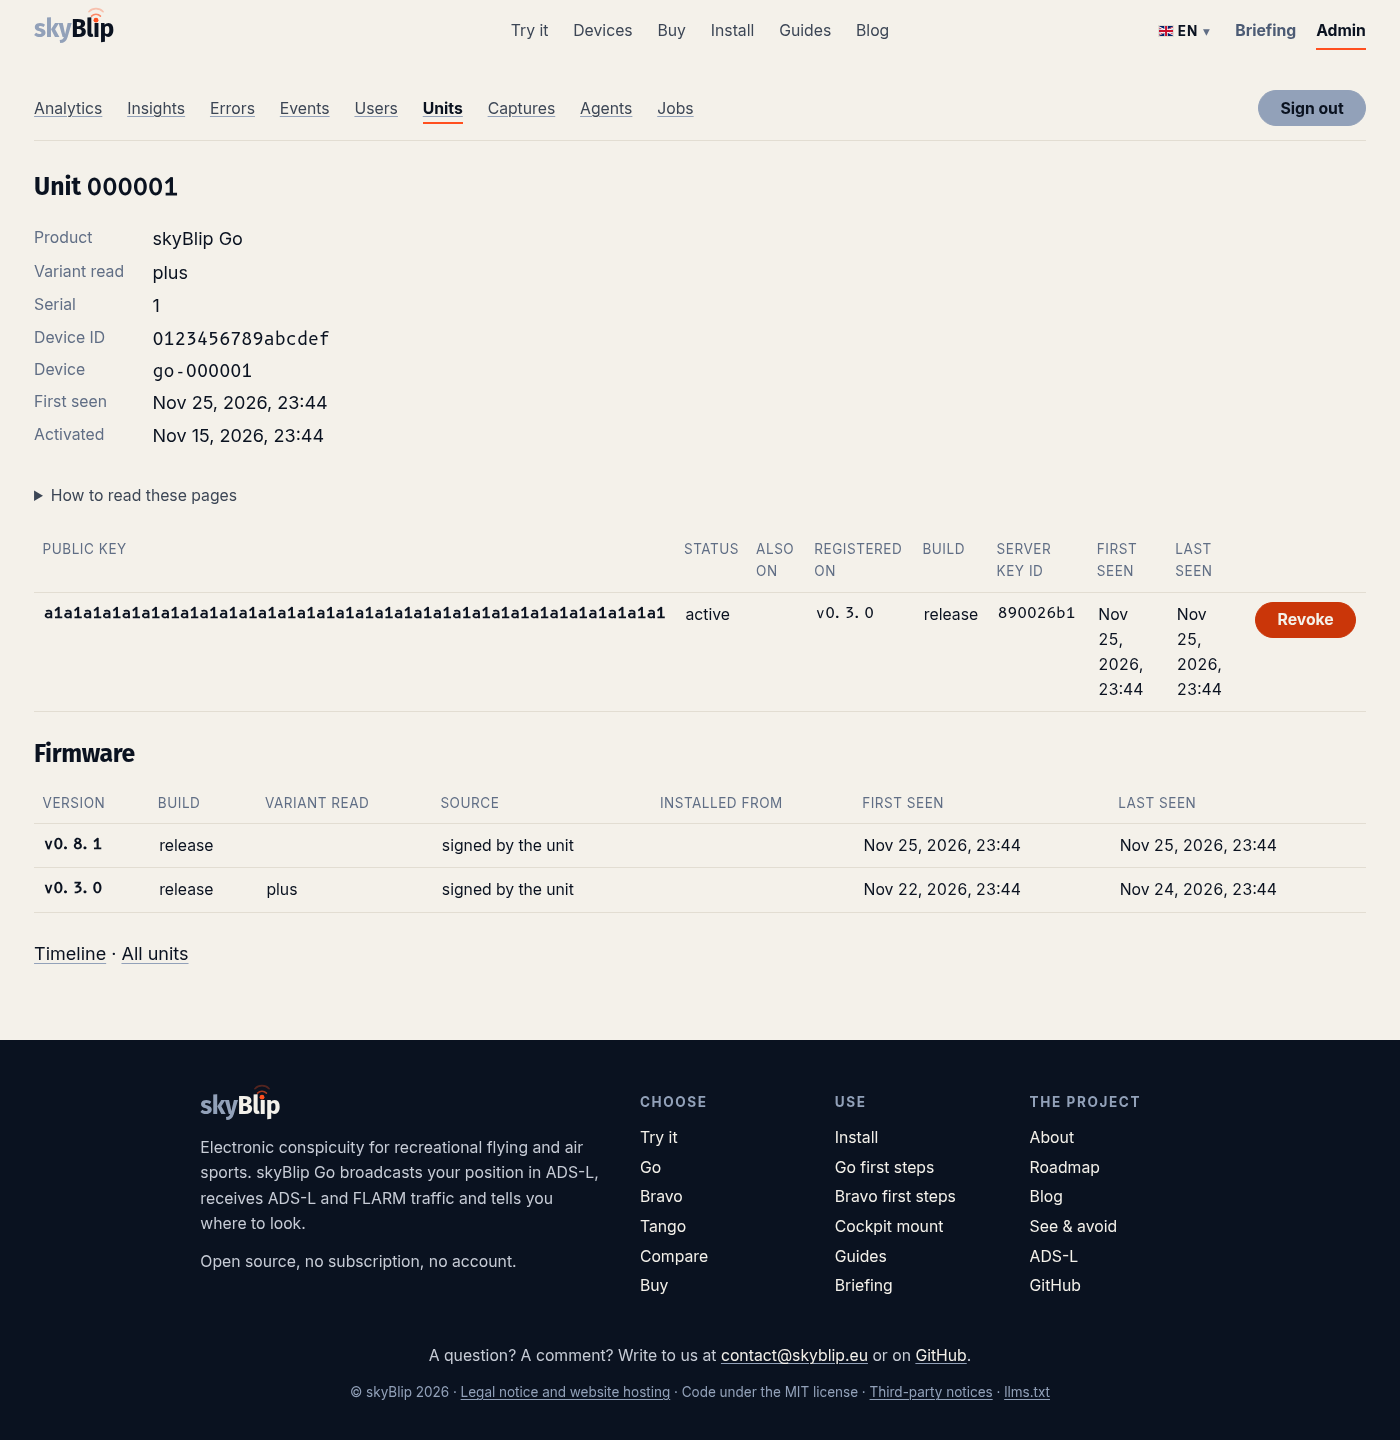 skyBlip
Try it Devices Buy Install Guides Blog
EN ▾ Briefing Admin
Analytics Insights Errors Events Users Units Captures Agents Jobs
Sign out
Unit 000001
Product skyBlip Go
Variant read plus
Serial 1
Device ID 0123456789abcdef
Device go-000001
First seen Nov 25, 2026, 23:44
Activated Nov 15, 2026, 23:44
▶ How to read these pages
PUBLIC KEY STATUS ALSO ON REGISTERED ON BUILD SERVER KEY ID FIRST SEEN LAST SEEN
a1a1a1a1a1a1a1a1a1a1a1a1a1a1a1a1a1a1a1a1a1a1a1a1a1a1a1a1a1a1a1a1 active v0.3.0 release 890026b1 Nov 25, 2026, 23:44 Nov 25, 2026, 23:44 Revoke
Firmware
VERSION BUILD VARIANT READ SOURCE INSTALLED FROM FIRST SEEN LAST SEEN
v0.8.1 release signed by the unit Nov 25, 2026, 23:44 Nov 25, 2026, 23:44
v0.3.0 release plus signed by the unit Nov 22, 2026, 23:44 Nov 24, 2026, 23:44
Timeline · All units
skyBlip
Electronic conspicuity for recreational flying and air
sports. skyBlip Go broadcasts your position in ADS-L,
receives ADS-L and FLARM traffic and tells you
where to look.
Open source, no subscription, no account.
CHOOSE
Try it
Go
Bravo
Tango
Compare
Buy
USE
Install
Go first steps
Bravo first steps
Cockpit mount
Guides
Briefing
THE PROJECT
About
Roadmap
Blog
See & avoid
ADS-L
GitHub
A question? A comment? Write to us at contact@skyblip.eu or on GitHub.
© skyBlip 2026 · Legal notice and website hosting · Code under the MIT license · Third-party notices · llms.txt